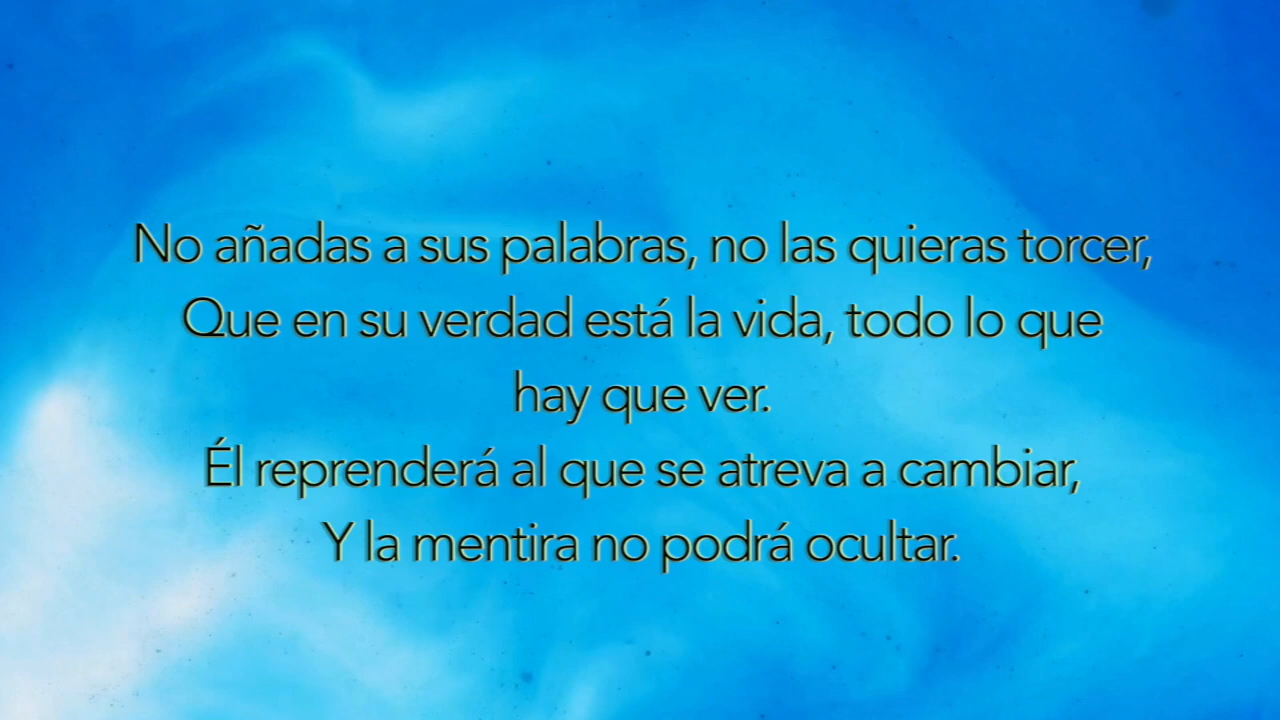 No añadas a sus palabras, no las quieras torcer,
Que en su verdad está la vida, todo lo que
hay que ver.
Él reprenderá al que se atreva a cambiar,
Y la mentira no podrá ocultar.